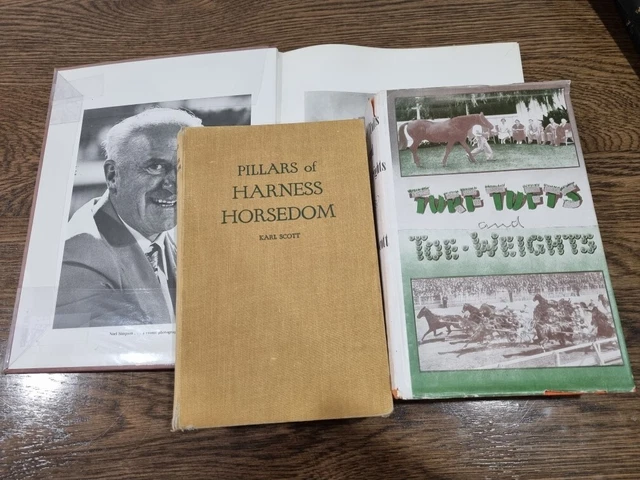 PILLARS of
HARNESS
HORSEDOM
KARL SCOTT
TURF TUFTS
and
TOE-WEIGHTS